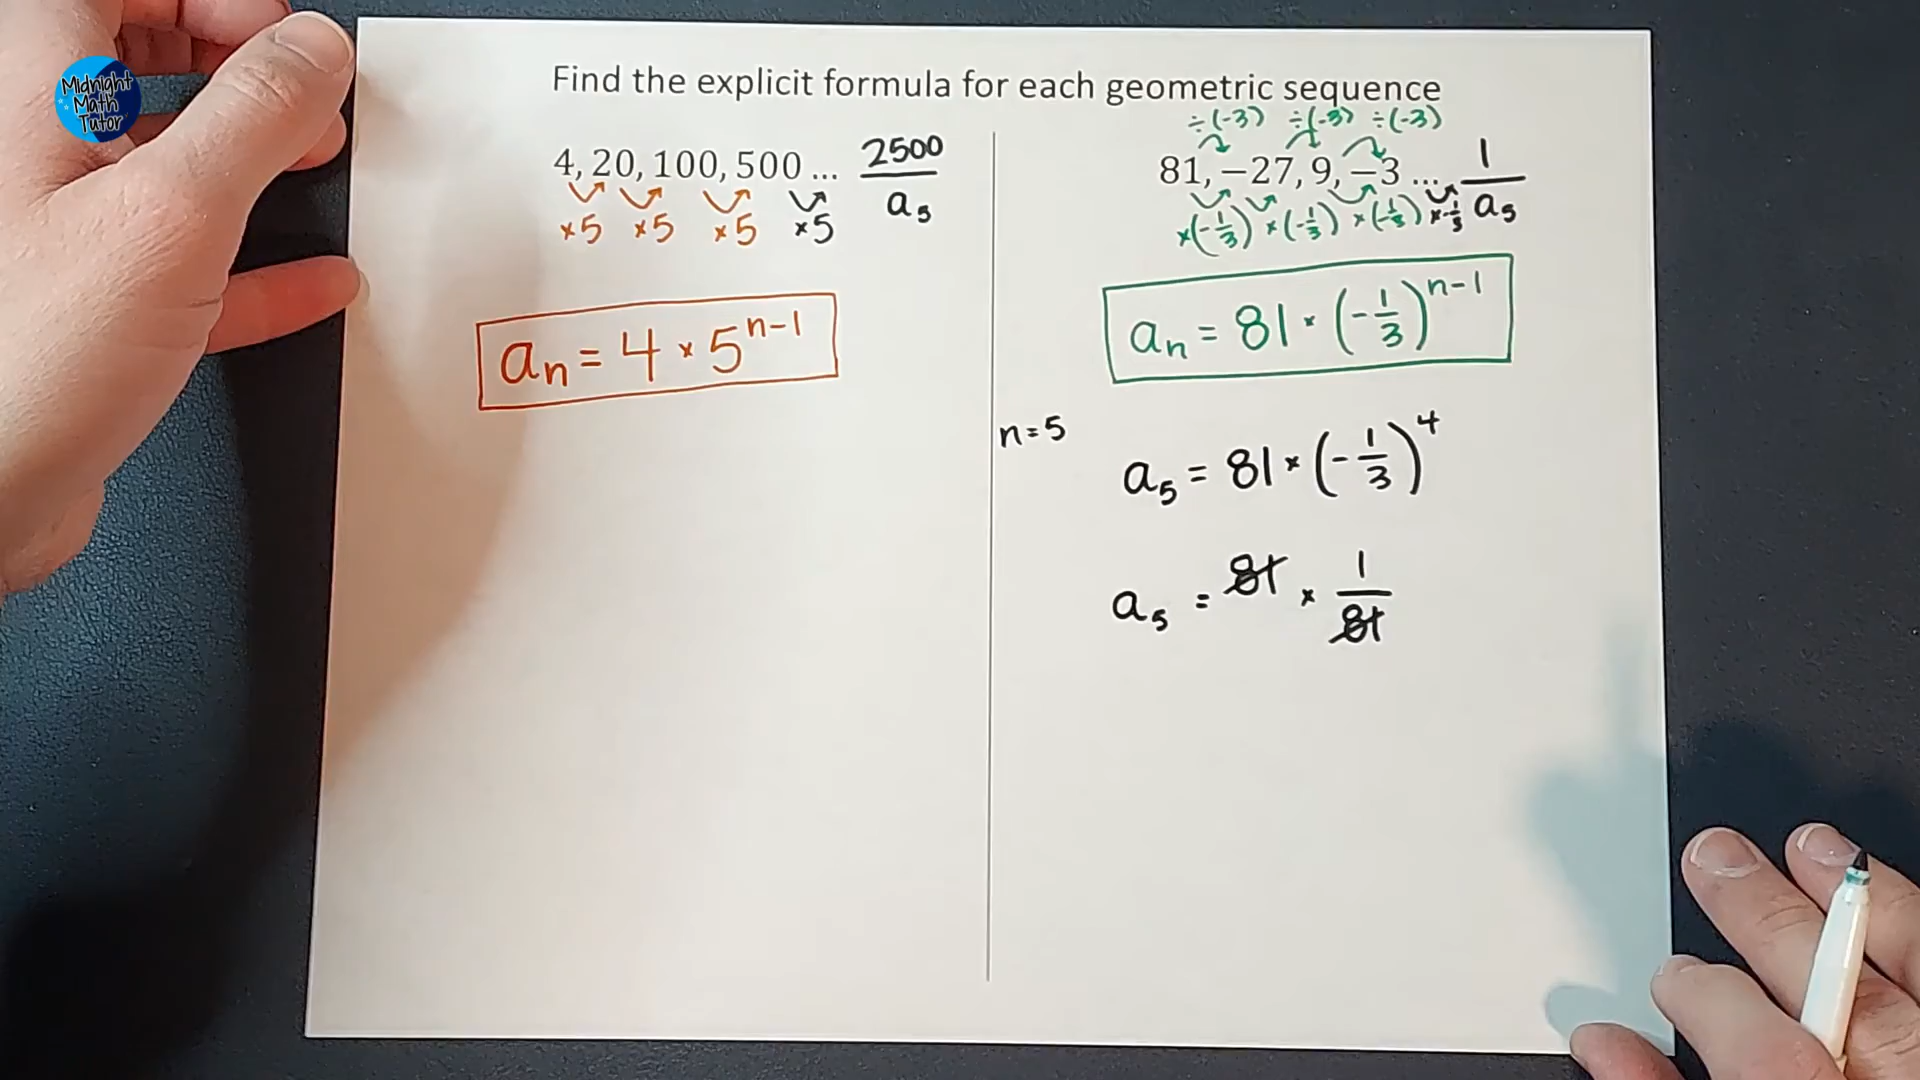 Midnight
Math
Tutor
Find the explicit formula for each geometric sequence
4, 20, 100, 500 ... 2500/a₅
×5 ×5 ×5 ×5
aₙ = 4 × 5ⁿ⁻¹
÷(-3) ÷(-3) ÷(-3)
81, −27, 9, −3 ... 1/a₅
×(-1/3) ×(-1/3) ×(-1/3) ×-1/3
aₙ = 81 · (-1/3)ⁿ⁻¹
n = 5
a₅ = 81 × (-1/3)⁴
a₅ = 81 × 1/81